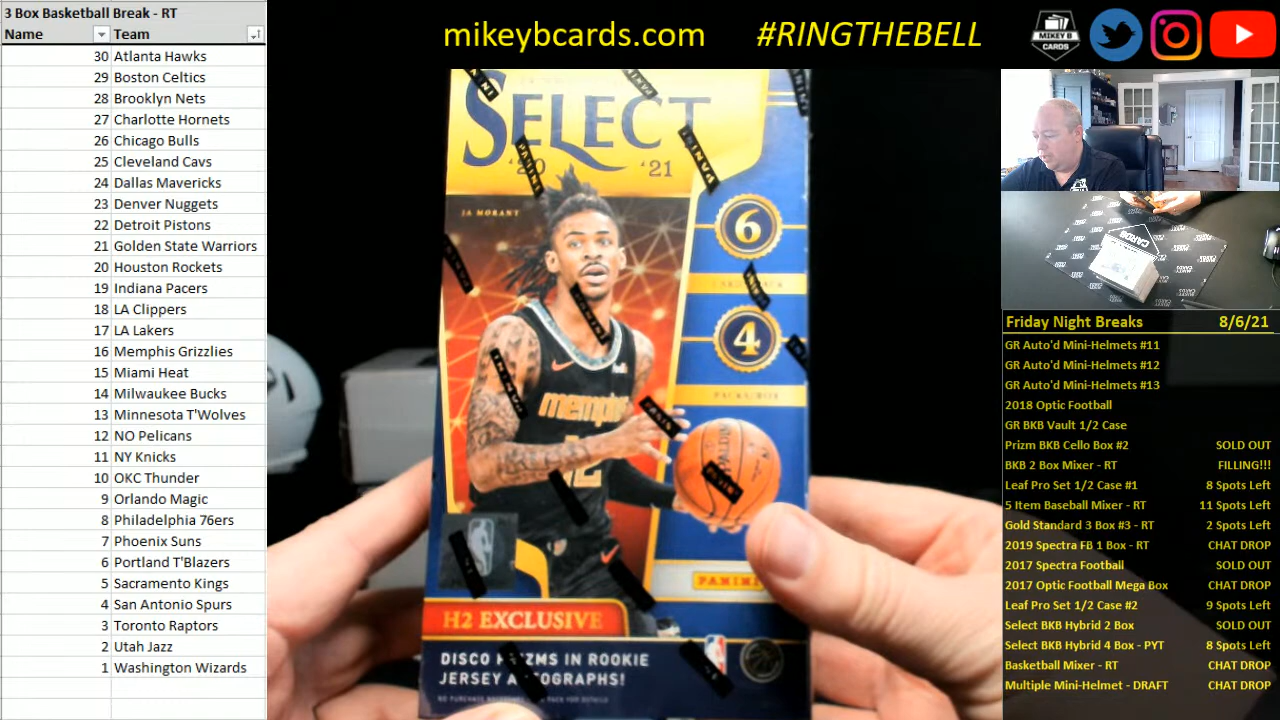 3 Box Basketball Break - RT
Name Team
30 Atlanta Hawks
29 Boston Celtics
28 Brooklyn Nets
27 Charlotte Hornets
26 Chicago Bulls
25 Cleveland Cavs
24 Dallas Mavericks
23 Denver Nuggets
22 Detroit Pistons
21 Golden State Warriors
20 Houston Rockets
19 Indiana Pacers
18 LA Clippers
17 LA Lakers
16 Memphis Grizzlies
15 Miami Heat
14 Milwaukee Bucks
13 Minnesota T'Wolves
12 NO Pelicans
11 NY Knicks
10 OKC Thunder
9 Orlando Magic
8 Philadelphia 76ers
7 Phoenix Suns
6 Portland T'Blazers
5 Sacramento Kings
4 San Antonio Spurs
3 Toronto Raptors
2 Utah Jazz
1 Washington Wizards
mikeybcards.com #RINGTHEBELL
MIKEY B
CARDS
SELECT
'20 '21
JA MORANT
6
4
PANINI
H2 EXCLUSIVE
DISCO PRIZMS IN ROOKIE
JERSEY AUTOGRAPHS!
Friday Night Breaks 8/6/21
GR Auto'd Mini-Helmets #11
GR Auto'd Mini-Helmets #12
GR Auto'd Mini-Helmets #13
2018 Optic Football
GR BKB Vault 1/2 Case
Prizm BKB Cello Box #2 SOLD OUT
BKB 2 Box Mixer - RT FILLING!!!
Leaf Pro Set 1/2 Case #1 8 Spots Left
5 Item Baseball Mixer - RT 11 Spots Left
Gold Standard 3 Box #3 - RT 2 Spots Left
2019 Spectra FB 1 Box - RT CHAT DROP
2017 Spectra Football SOLD OUT
2017 Optic Football Mega Box CHAT DROP
Leaf Pro Set 1/2 Case #2 9 Spots Left
Select BKB Hybrid 2 Box SOLD OUT
Select BKB Hybrid 4 Box - PYT 8 Spots Left
Basketball Mixer - RT CHAT DROP
Multiple Mini-Helmet - DRAFT CHAT DROP